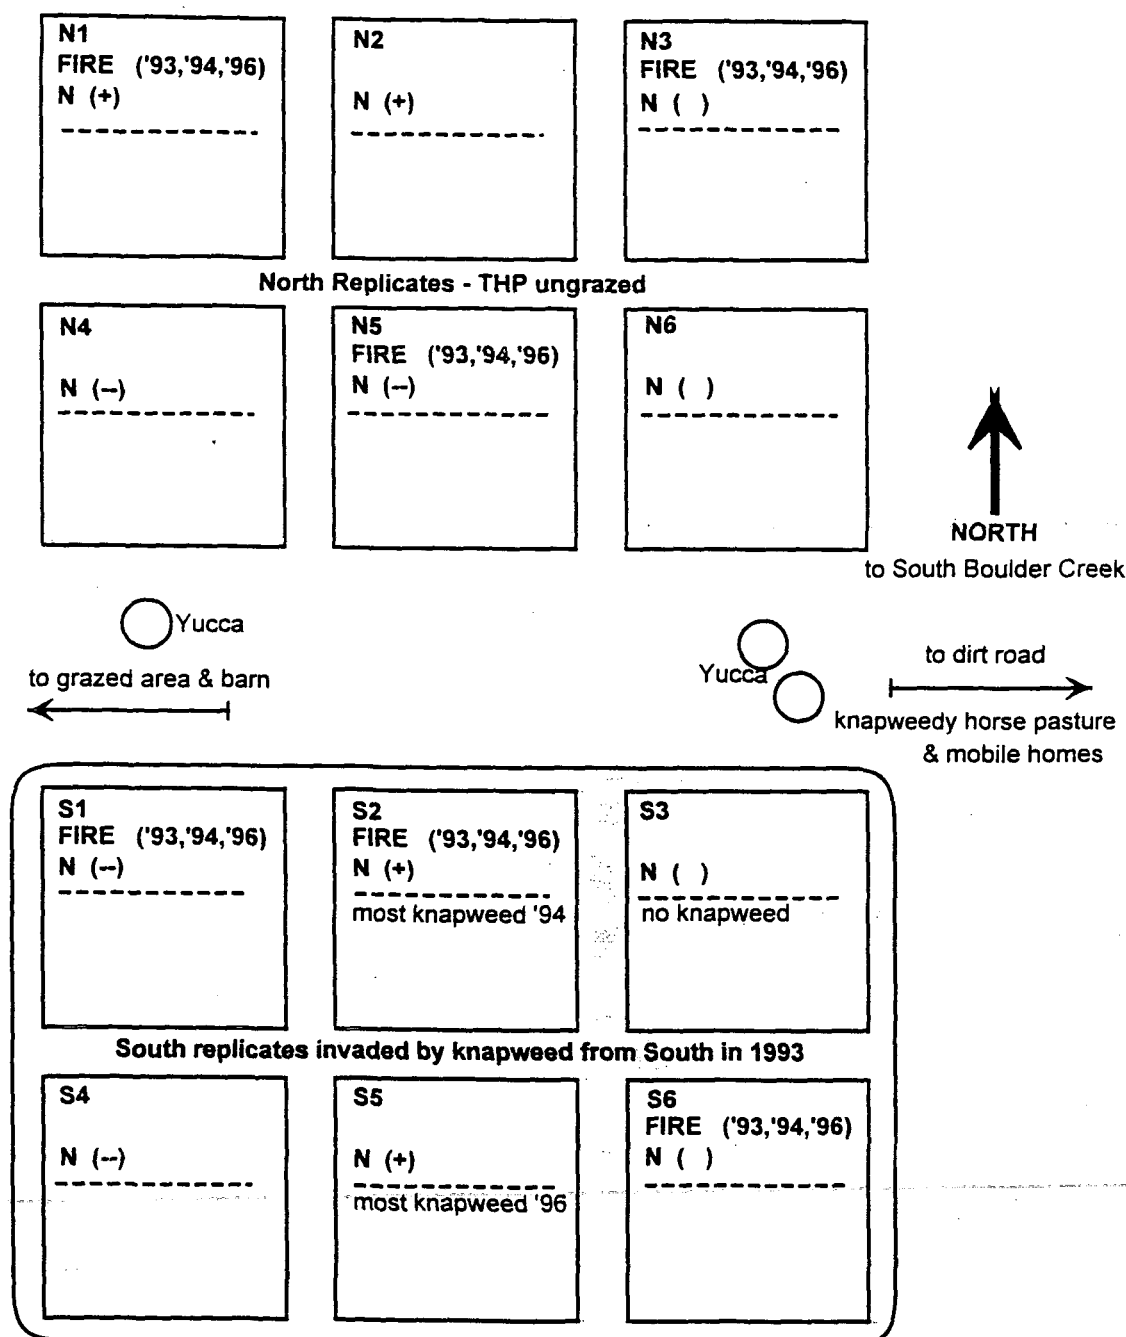 N1
FIRE ('93,'94,'96)
N (+)
N2
N (+)
N3
FIRE ('93,'94,'96)
N ( )
North Replicates - THP ungrazed
N4
N (--)
N5
FIRE ('93,'94,'96)
N (--)
N6
N ( )
NORTH
to South Boulder Creek
Yucca
to grazed area & barn
Yucca
to dirt road
knapweedy horse pasture
& mobile homes
S1
FIRE ('93,'94,'96)
N (--)
S2
FIRE ('93,'94,'96)
N (+)
most knapweed '94
S3
N ( )
no knapweed
South replicates invaded by knapweed from South in 1993
S4
N (--)
S5
N (+)
most knapweed '96
S6
FIRE ('93,'94,'96)
N ( )